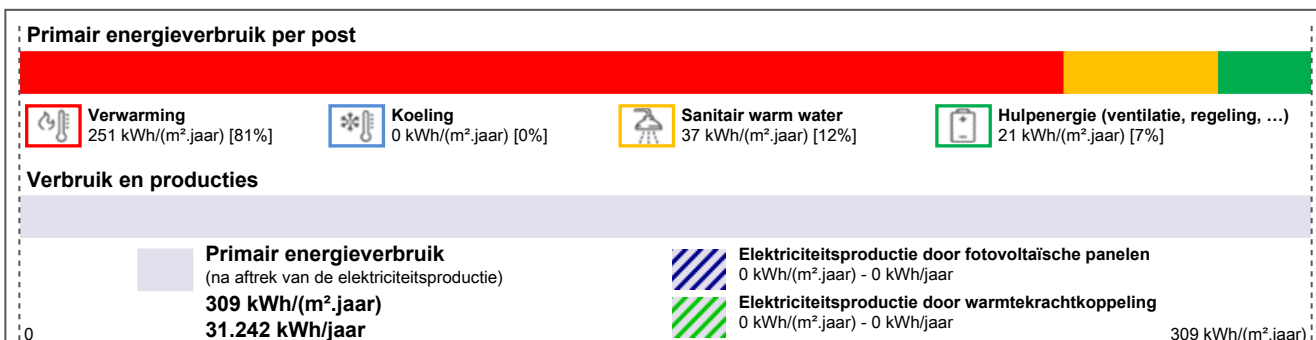 Primair energieverbruik per post
Verwarming
251 kWh/(m².jaar) [81%]
Koeling
0 kWh/(m².jaar) [0%]
Sanitair warm water
37 kWh/(m².jaar) [12%]
Hulpenergie (ventilatie, regeling, …)
21 kWh/(m².jaar) [7%]
Verbruik en producties
Primair energieverbruik
(na aftrek van de elektriciteitsproductie)
309 kWh/(m².jaar)
31.242 kWh/jaar
Elektriciteitsproductie door fotovoltaïsche panelen
0 kWh/(m².jaar) - 0 kWh/jaar
Elektriciteitsproductie door warmtekrachtkoppeling
0 kWh/(m².jaar) - 0 kWh/jaar
0
309 kWh/(m².jaar)